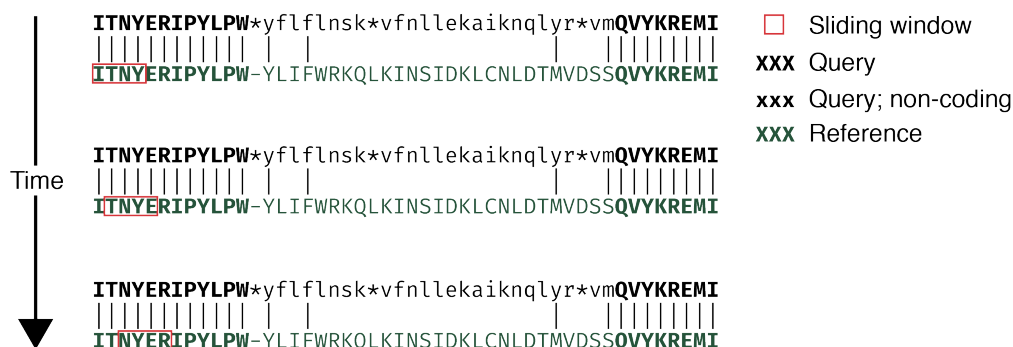 ITNYERIPYLPW*yflflnsk*vfnllekaiknqlyr*vmQVYKREMI
ITNYERIPYLPW-YLIFWRKQLKINSIDKLCNLDTMVDSSQVYKREMI
ITNYERIPYLPW*yflflnsk*vfnllekaiknqlyr*vmQVYKREMI
ITNYERIPYLPW-YLIFWRKQLKINSIDKLCNLDTMVDSSQVYKREMI
ITNYERIPYLPW*yflflnsk*vfnllekaiknqlyr*vmQVYKREMI
ITNYERIPYLPW-YLIFWRKQLKINSIDKLCNLDTMVDSSQVYKREMI
Time
Sliding window
XXX Query
xxx Query; non-coding
XXX Reference